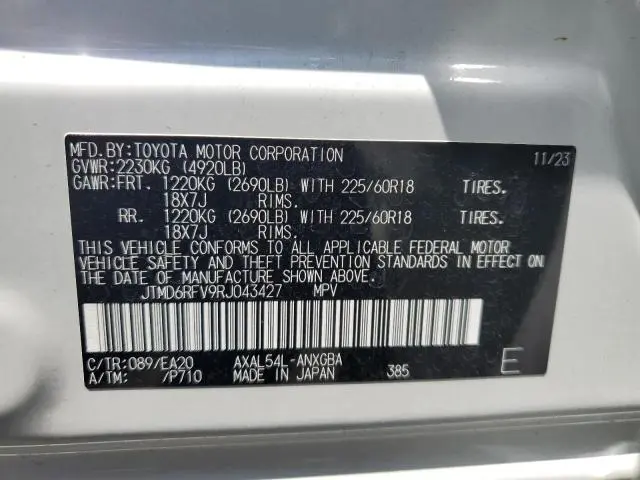 MFD.BY:TOYOTA MOTOR CORPORATION 11/23
GVWR:2230KG (4920LB)
GAWR:FRT. 1220KG (2690LB) WITH 225/60R18 TIRES.
18X7J RIMS.
RR. 1220KG (2690LB) WITH 225/60R18 TIRES.
18X7J RIMS.
THIS VEHICLE CONFORMS TO ALL APPLICABLE FEDERAL MOTOR
VEHICLE SAFETY AND THEFT PREVENTION STANDARDS IN EFFECT ON
THE DATE OF MANUFACTURE SHOWN ABOVE.
JTMD6RFV9RJ043427 MPV
C/TR:089/EA20 AXAL54L-ANXGBA
A/TM: /P710 MADE IN JAPAN 385 E